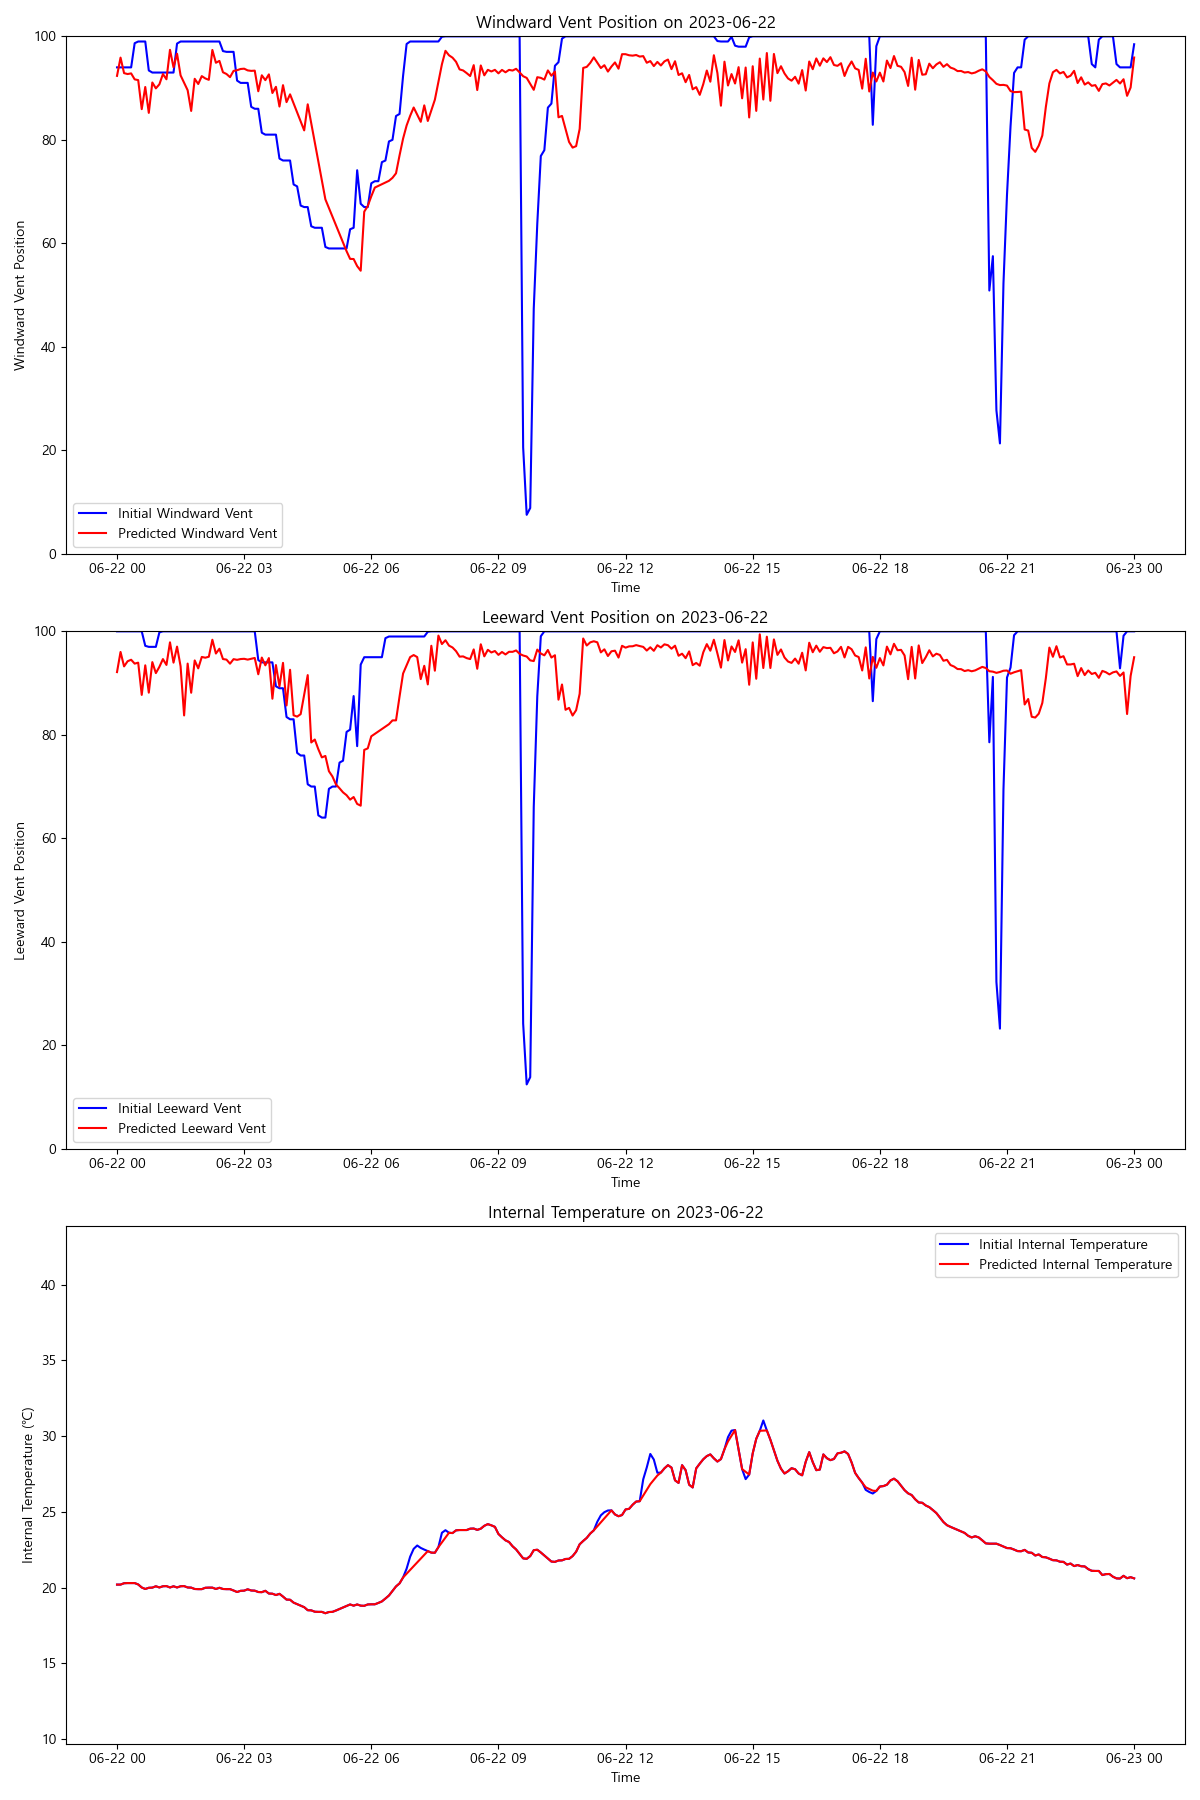 Windward Vent Position on 2023-06-22
100
80
60
40
20
0
Windward Vent Position
Initial Windward Vent
Predicted Windward Vent
06-22 00 06-22 03 06-22 06 06-22 09 06-22 12 06-22 15 06-22 18 06-22 21 06-23 00
Time
Leeward Vent Position on 2023-06-22
100
80
60
40
20
0
Leeward Vent Position
Initial Leeward Vent
Predicted Leeward Vent
06-22 00 06-22 03 06-22 06 06-22 09 06-22 12 06-22 15 06-22 18 06-22 21 06-23 00
Time
Internal Temperature on 2023-06-22
Initial Internal Temperature
Predicted Internal Temperature
40
35
30
25
20
15
10
Internal Temperature (℃)
06-22 00 06-22 03 06-22 06 06-22 09 06-22 12 06-22 15 06-22 18 06-22 21 06-23 00
Time